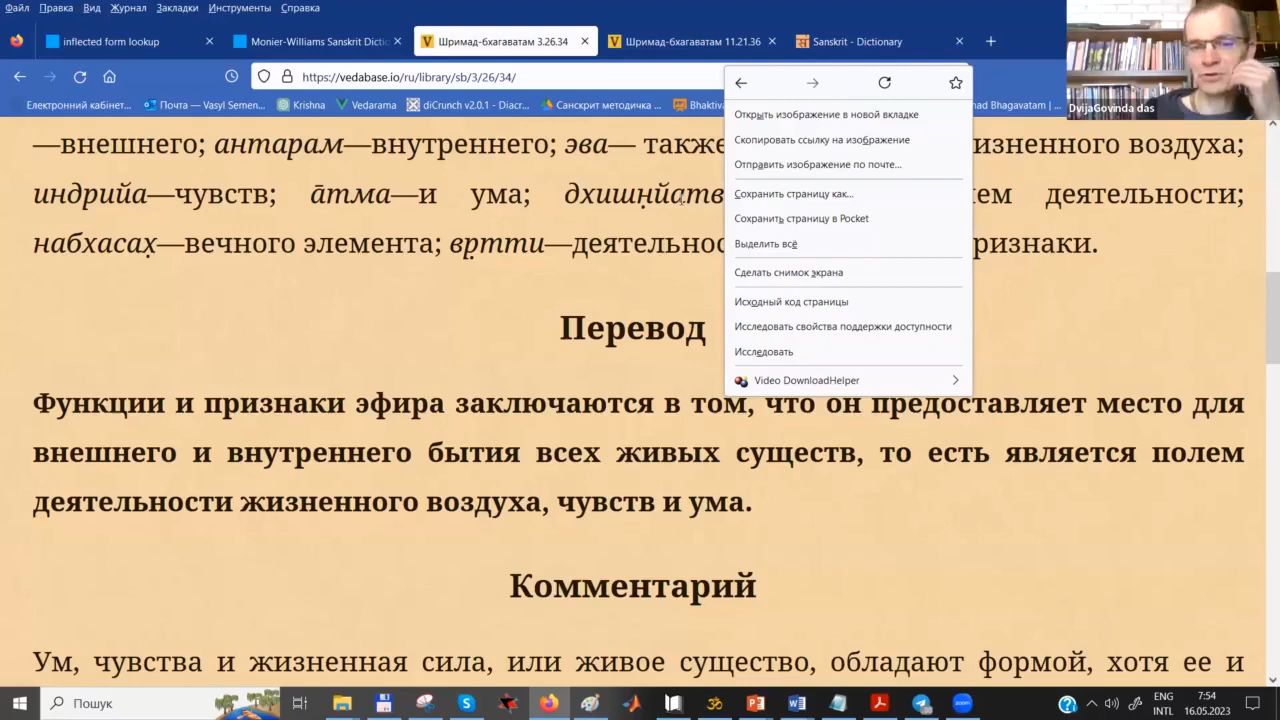 Файл Правка Вид Журнал Закладки Инструменты Справка
inflected form lookup
Monier-Williams Sanskrit Dictic
Шримад-бхагаватам 3.26.34
Шримад-бхагаватам 11.21.36
Sanskrit - Dictionary
https://vedabase.io/ru/library/sb/3/26/34/
Електронний кабінет...
Почта — Vasyl Semen...
Krishna
Vedarama
diCrunch v2.0.1 - Diacr...
Санскрит методичка ...
Bhaktiv
ad Bhagavatam | ...
DvijaGovinda das
Открыть изображение в новой вкладке
Скопировать ссылку на изображение
Отправить изображение по почте...
Сохранить страницу как...
Сохранить страницу в Pocket
Выделить всё
Сделать снимок экрана
Исходный код страницы
Исследовать свойства поддержки доступности
Исследовать
Video DownloadHelper
—внешнего; антарам—внутреннего; эва— также изненного воздуха;
индрийа—чувств; а̄тма—и ума; дхишн̣йатв ем деятельности;
набхасах̣—вечного элемента; вр̣тти—деятельнос ризнаки.
Перевод
Функции и признаки эфира заключаются в том, что он предоставляет место для
внешнего и внутреннего бытия всех живых существ, то есть является полем
деятельности жизненного воздуха, чувств и ума.
Комментарий
Ум, чувства и жизненная сила, или живое существо, обладают формой, хотя ее и
Пошук
ENG
INTL
7:54
16.05.2023
zoom